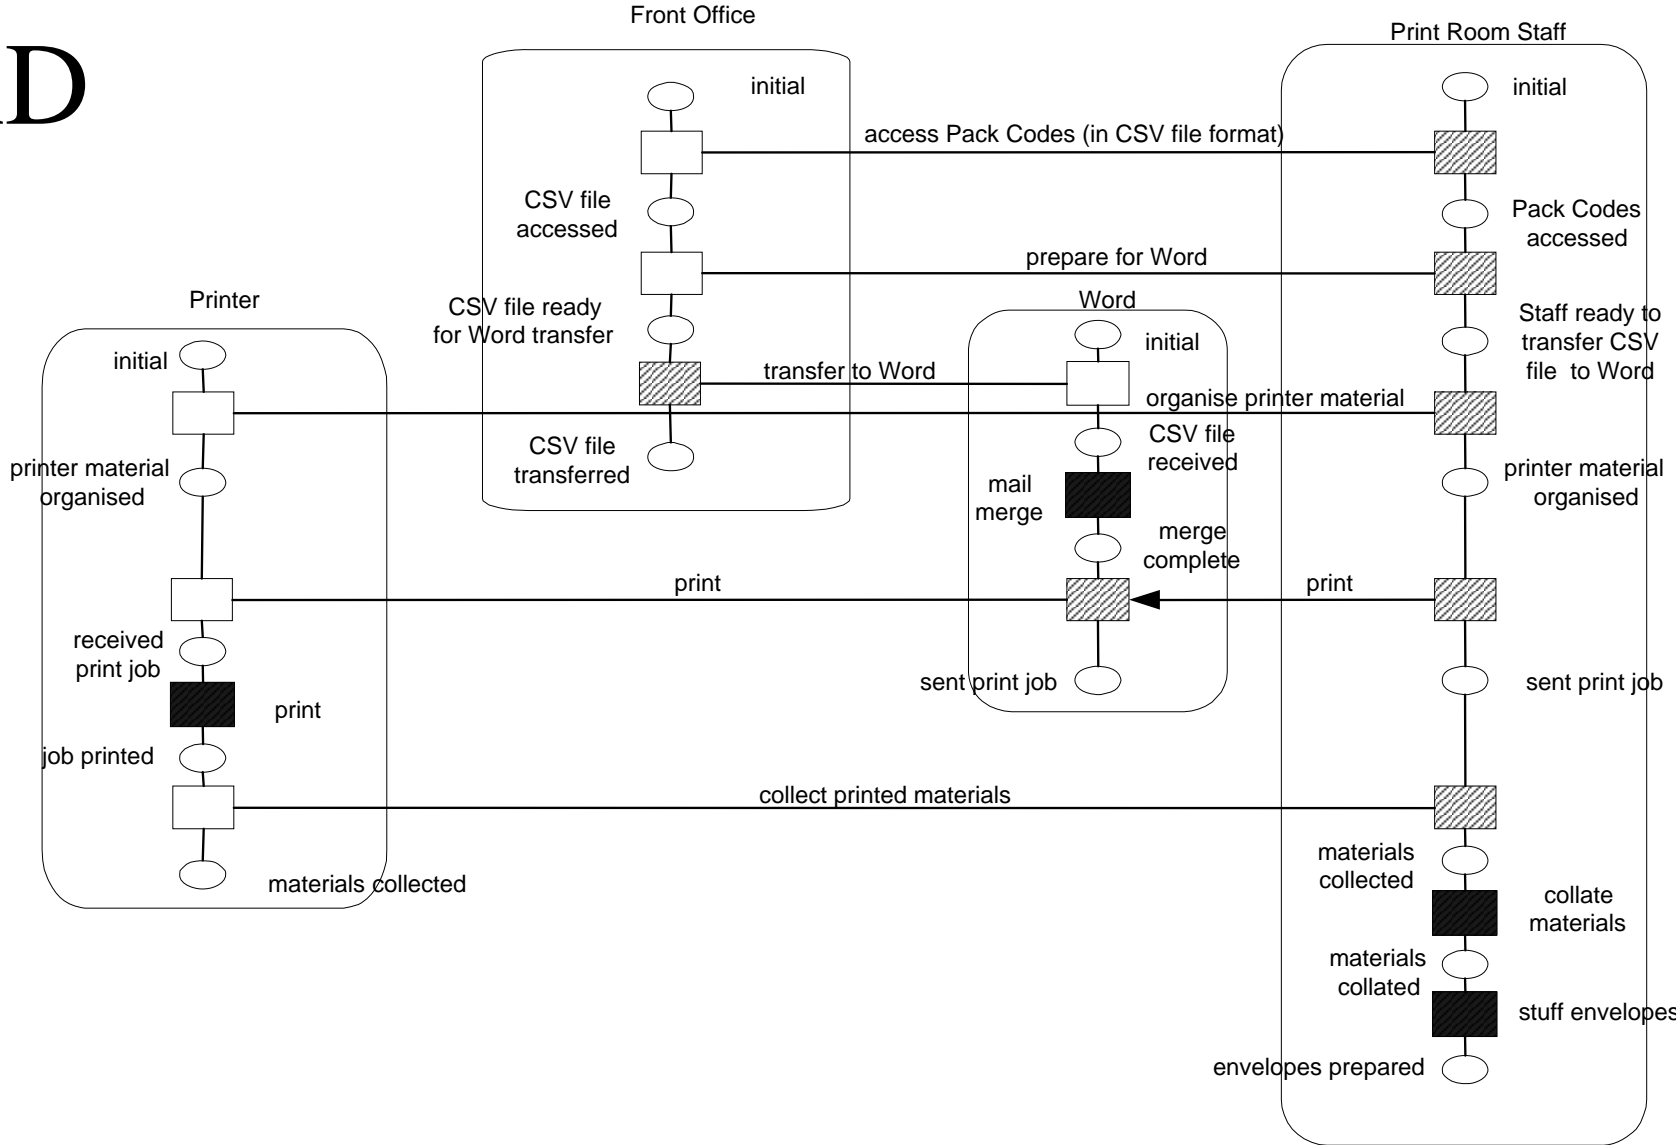 Front Office
Print Room Staff
D
initial
initial
access Pack Codes (in CSV file format)
CSV file
accessed
Pack Codes
accessed
prepare for Word
Printer
CSV file ready
for Word transfer
Word
Staff ready to
transfer CSV
file to Word
initial
initial
transfer to Word
organise printer material
CSV file
transferred
CSV file
received
printer material
organised
mail
merge
printer material
organised
merge
complete
print
print
received
print job
sent print job
sent print job
print
job printed
collect printed materials
materials collected
materials
collected
collate
materials
materials
collated
stuff envelopes
envelopes prepared